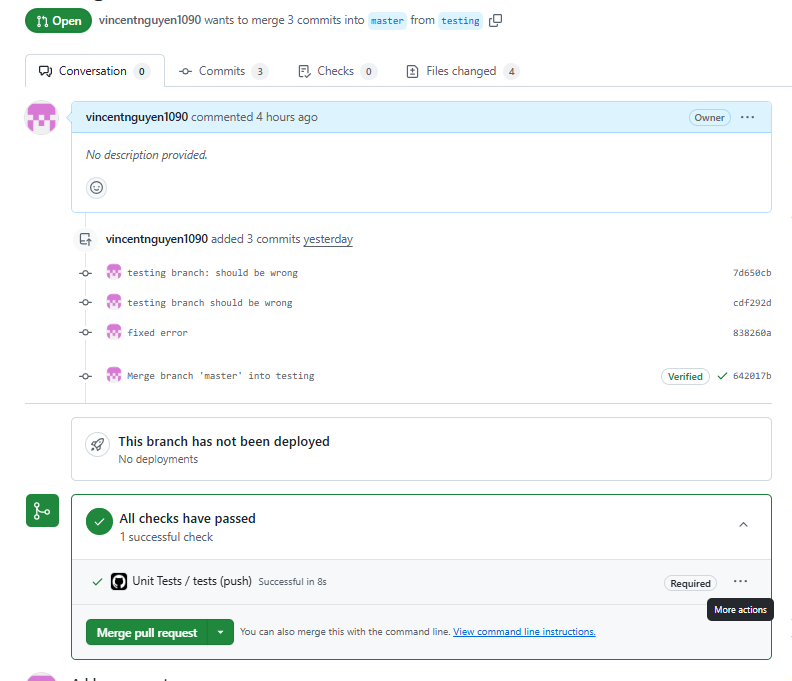 Open vincentnguyen1090 wants to merge 3 commits into master from testing
Conversation 0 Commits 3 Checks 0 Files changed 4
vincentnguyen1090 commented 4 hours ago Owner ...
No description provided.
vincentnguyen1090 added 3 commits yesterday
testing branch: should be wrong 7d650cb
testing branch should be wrong cdf292d
fixed error 838260a
Merge branch 'master' into testing Verified 642017b
This branch has not been deployed
No deployments
All checks have passed
1 successful check
Unit Tests / tests (push) Successful in 8s Required ...
More actions
Merge pull request You can also merge this with the command line. View command line instructions.